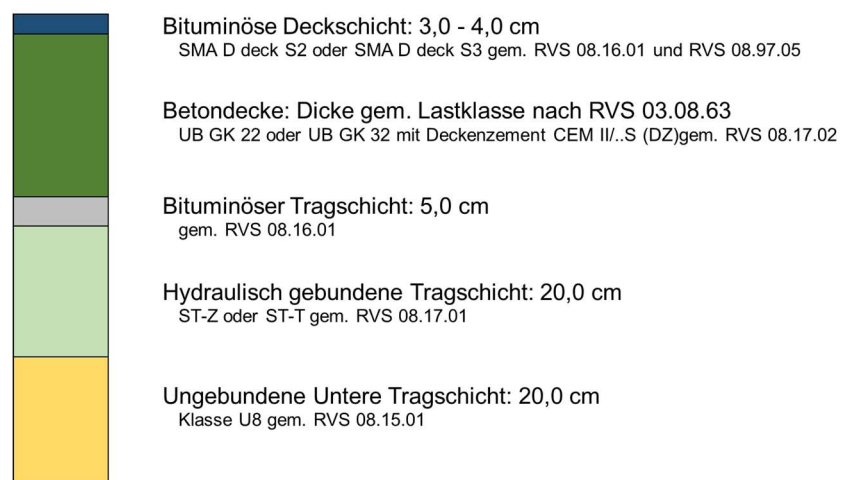 Bituminöse Deckschicht: 3,0 - 4,0 cm
SMA D deck S2 oder SMA D deck S3 gem. RVS 08.16.01 und RVS 08.97.05
Betondecke: Dicke gem. Lastklasse nach RVS 03.08.63
UB GK 22 oder UB GK 32 mit Deckenzement CEM II/..S (DZ)gem. RVS 08.17.02
Bituminöser Tragschicht: 5,0 cm
gem. RVS 08.16.01
Hydraulisch gebundene Tragschicht: 20,0 cm
ST-Z oder ST-T gem. RVS 08.17.01
Ungebundene Untere Tragschicht: 20,0 cm
Klasse U8 gem. RVS 08.15.01